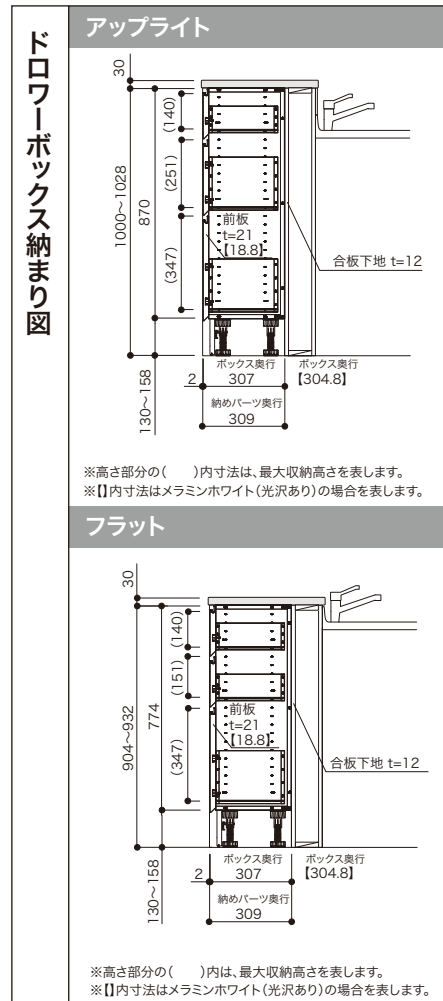 ドロワーボックス納まり図
アップライト
30
(140)
(251)
870
1000〜1028
(347)
前板
t=21
【18.8】
合板下地 t=12
130〜158
2
ボックス奥行
307
ボックス奥行
【304.8】
納めパーツ奥行
309
※高さ部分の(　　)内寸法は、最大収納高さを表します。
※【】内寸法はメラミンホワイト(光沢あり)の場合を表します。
フラット
30
(140)
(151)
774
904〜932
(347)
前板
t=21
【18.8】
合板下地 t=12
130〜158
2
ボックス奥行
307
ボックス奥行
【304.8】
納めパーツ奥行
309
※高さ部分の(　　)内は、最大収納高さを表します。
※【】内寸法はメラミンホワイト(光沢あり)の場合を表します。